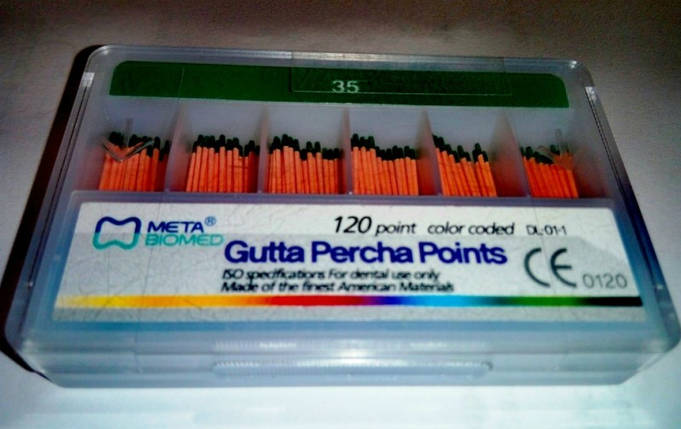 35
META®
BIOMED
120 point color coded DL-01-1
Gutta Percha Points
ISO specifications For dental use only
Made of the finest American Materials
CE 0120